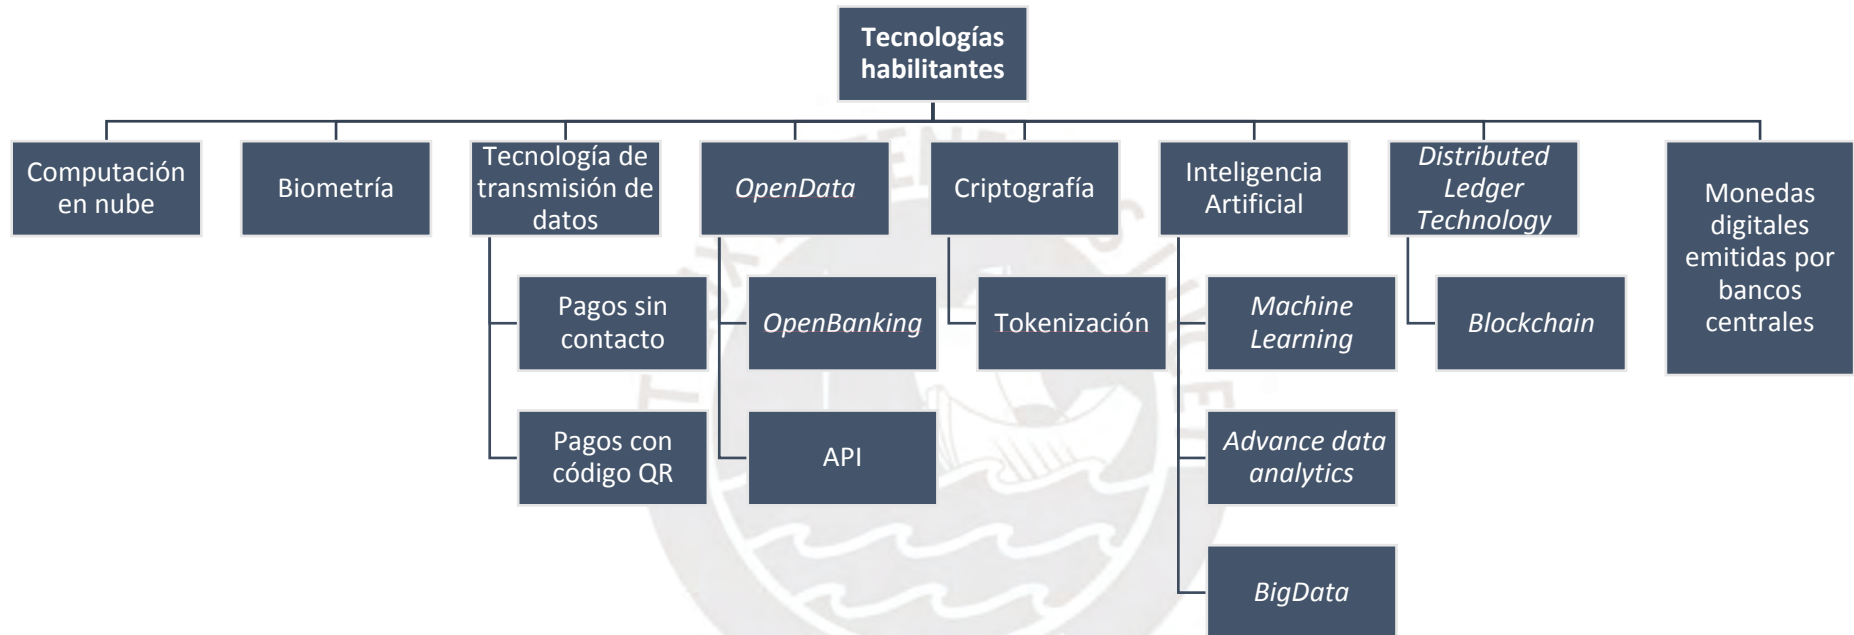 Tecnologías
habilitantes
Computación
en nube
Biometría
Tecnología de
transmisión de
datos
Pagos sin
contacto
Pagos con
código QR
OpenData
OpenBanking
API
Criptografía
Tokenización
Inteligencia
Artificial
Machine
Learning
Advance data
analytics
BigData
Distributed
Ledger
Technology
Blockchain
Monedas
digitales
emitidas por
bancos
centrales